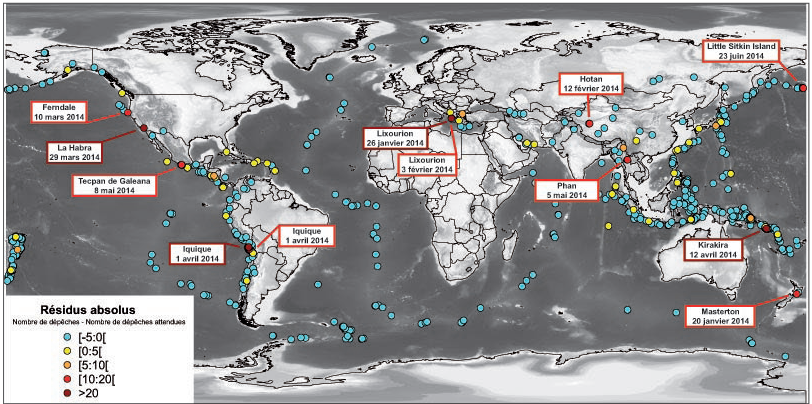 Little Sitkin Island
23 juin 2014
Hotan
12 février 2014
Ferndale
10 mars 2014
La Habra
29 mars 2014
Lixourion
26 janvier 2014
Lixourion
3 février 2014
Tecpan de Galeana
8 mai 2014
Phan
5 mai 2014
Iquique
1 avril 2014
Iquique
1 avril 2014
Kirakira
12 avril 2014
Masterton
20 janvier 2014
Résidus absolus
Nombre de dépêches - Nombre de dépêches attendues
[-5:0[
[0:5[
[5:10[
[10:20[
>20